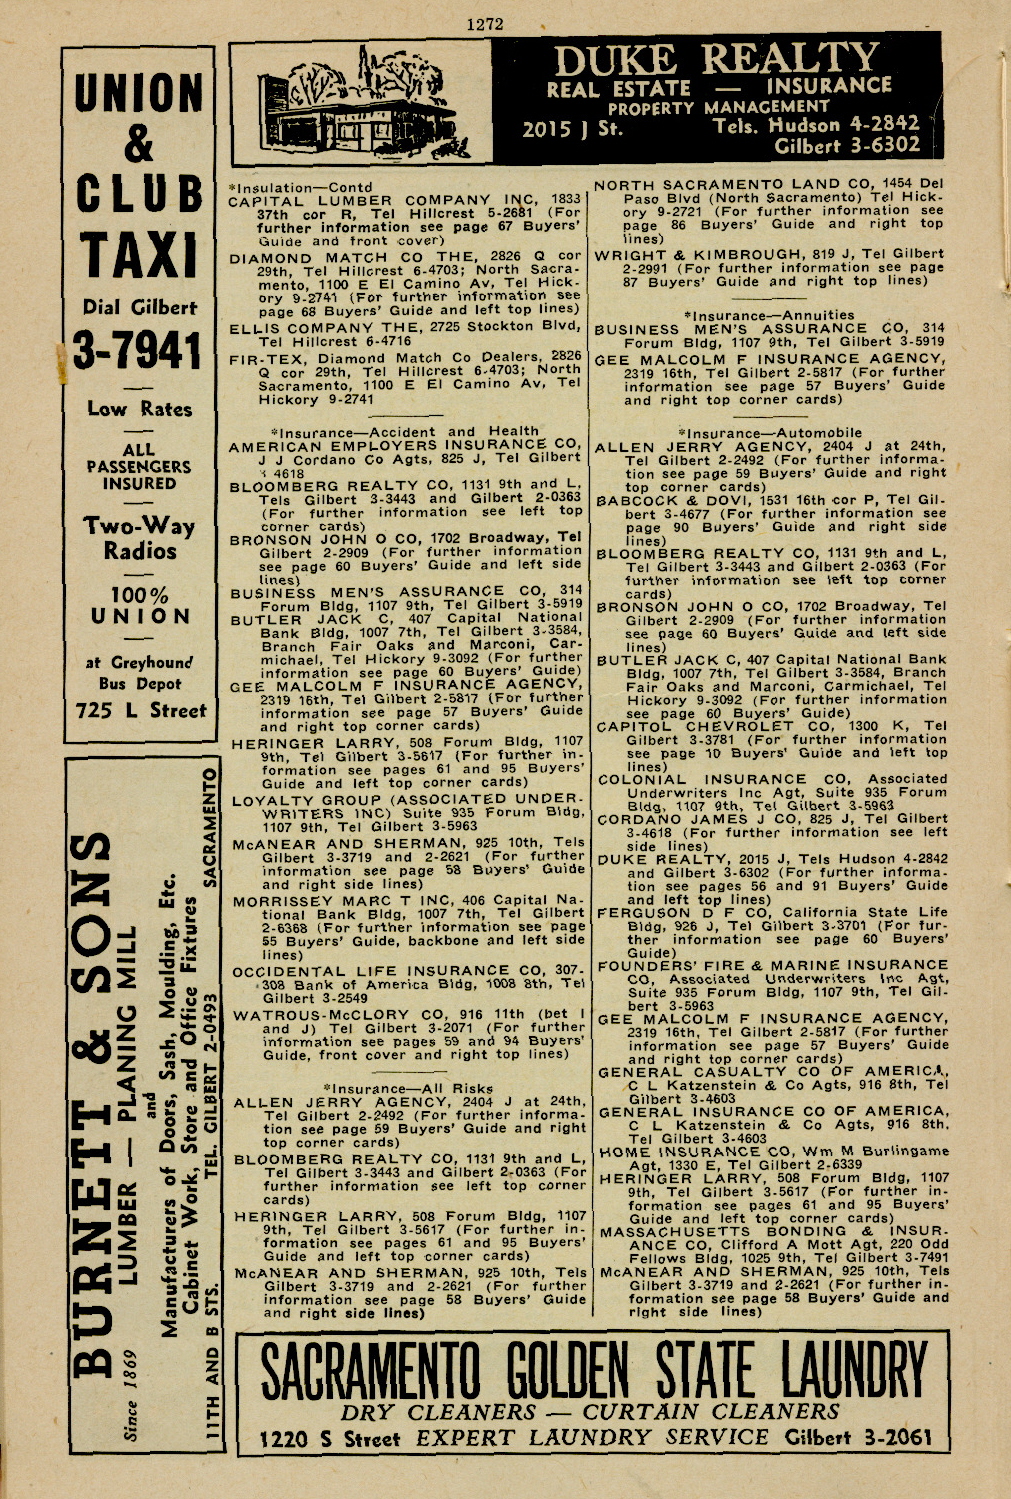 1272
UNION
&
CLUB
TAXI
Dial Gilbert
3-7941
Low Rates
ALL
PASSENGERS
INSURED
Two-Way
Radios
100%
UNION
at Greyhound
Bus Depot
725 L Street
BURNETT & SONS
Since 1869
LUMBER — PLANING MILL
Manufacturers of Doors, Sash, Moulding, Etc.
and
Cabinet Work, Store and Office Fixtures
11TH AND B STS. TEL. GILBERT 2-0493 SACRAMENTO
DUKE REALTY
REAL ESTATE — INSURANCE
PROPERTY MANAGEMENT
2015 J St. Tels. Hudson 4-2842
Gilbert 3-6302
*Insulation—Contd
CAPITAL LUMBER COMPANY INC, 1833
37th cor R, Tel Hillcrest 5-2681 (For
further information see page 67 Buyers'
Guide and front cover)
DIAMOND MATCH CO THE, 2826 Q cor
29th, Tel Hillcrest 6-4703; North Sacra-
mento, 1100 E El Camino Av, Tel Hick-
ory 9-2741 (For further information see
page 68 Buyers' Guide and left top lines)
ELLIS COMPANY THE, 2725 Stockton Blvd,
Tel Hillcrest 6-4716
FIR-TEX, Diamond Match Co Dealers, 2826
Q cor 29th, Tel Hillcrest 6-4703; North
Sacramento, 1100 E El Camino Av, Tel
Hickory 9-2741
*Insurance—Accident and Health
AMERICAN EMPLOYERS INSURANCE CO,
J J Cordano Co Agts, 825 J, Tel Gilbert
4618
BLOOMBERG REALTY CO, 1131 9th and L,
Tels Gilbert 3-3443 and Gilbert 2-0363
(For further information see left top
corner cards)
BRONSON JOHN O CO, 1702 Broadway, Tel
Gilbert 2-2909 (For further information
see page 60 Buyers' Guide and left side
lines)
BUSINESS MEN'S ASSURANCE CO, 314
Forum Bldg, 1107 9th, Tel Gilbert 3-5919
BUTLER JACK C, 407 Capital National
Bank Bldg, 1007 7th, Tel Gilbert 3-3584,
Branch Fair Oaks and Marconi, Car-
michael, Tel Hickory 9-3092 (For further
information see page 60 Buyers' Guide)
GEE MALCOLM F INSURANCE AGENCY,
2319 16th, Tel Gilbert 2-5817 (For further
information see page 57 Buyers' Guide
and right top corner cards)
HERINGER LARRY, 508 Forum Bldg, 1107
9th, Tel Gilbert 3-5617 (For further in-
formation see pages 61 and 95 Buyers'
Guide and left top corner cards)
LOYALTY GROUP (ASSOCIATED UNDER-
WRITERS INC) Suite 935 Forum Bldg,
1107 9th, Tel Gilbert 3-5963
McANEAR AND SHERMAN, 925 10th, Tels
Gilbert 3-3719 and 2-2621 (For further
information see page 58 Buyers' Guide
and right side lines)
MORRISSEY MARC T INC, 406 Capital Na-
tional Bank Bldg, 1007 7th, Tel Gilbert
2-6368 (For further information see page
55 Buyers' Guide, backbone and left side
lines)
OCCIDENTAL LIFE INSURANCE CO, 307-
308 Bank of America Bldg, 1008 8th, Tel
Gilbert 3-2549
WATROUS-McCLORY CO, 916 11th (bet I
and J) Tel Gilbert 3-2071 (For further
information see pages 59 and 94 Buyers'
Guide, front cover and right top lines)
*Insurance—All Risks
ALLEN JERRY AGENCY, 2404 J at 24th,
Tel Gilbert 2-2492 (For further informa-
tion see page 59 Buyers' Guide and right
top corner cards)
BLOOMBERG REALTY CO, 1131 9th and L,
Tel Gilbert 3-3443 and Gilbert 2-0363 (For
further information see left top corner
cards)
HERINGER LARRY, 508 Forum Bldg, 1107
9th, Tel Gilbert 3-5617 (For further in-
formation see pages 61 and 95 Buyers'
Guide and left top corner cards)
McANEAR AND SHERMAN, 925 10th, Tels
Gilbert 3-3719 and 2-2621 (For further
information see page 58 Buyers' Guide
and right side lines)
NORTH SACRAMENTO LAND CO, 1454 Del
Paso Blvd (North Sacramento) Tel Hick-
ory 9-2721 (For further information see
page 86 Buyers' Guide and right top
lines)
WRIGHT & KIMBROUGH, 819 J, Tel Gilbert
2-2991 (For further information see page
87 Buyers' Guide and right top lines)
*Insurance—Annuities
BUSINESS MEN'S ASSURANCE CO, 314
Forum Bldg, 1107 9th, Tel Gilbert 3-5919
GEE MALCOLM F INSURANCE AGENCY,
2319 16th, Tel Gilbert 2-5817 (For further
information see page 57 Buyers' Guide
and right top corner cards)
*Insurance—Automobile
ALLEN JERRY AGENCY, 2404 J at 24th,
Tel Gilbert 2-2492 (For further informa-
tion see page 59 Buyers' Guide and right
top corner cards)
BABCOCK & DOVI, 1531 16th cor P, Tel Gil-
bert 3-4677 (For further information see
page 90 Buyers' Guide and right side
lines)
BLOOMBERG REALTY CO, 1131 9th and L,
Tel Gilbert 3-3443 and Gilbert 2-0363 (For
further information see left top corner
cards)
BRONSON JOHN O CO, 1702 Broadway, Tel
Gilbert 2-2909 (For further information
see page 60 Buyers' Guide and left side
lines)
BUTLER JACK C, 407 Capital National Bank
Bldg, 1007 7th, Tel Gilbert 3-3584, Branch
Fair Oaks and Marconi, Carmichael, Tel
Hickory 9-3092 (For further information
see page 60 Buyers' Guide)
CAPITOL CHEVROLET CO, 1300 K, Tel
Gilbert 3-3781 (For further information
see page 10 Buyers' Guide and left top
lines)
COLONIAL INSURANCE CO, Associated
Underwriters Inc Agt, Suite 935 Forum
Bldg, 1107 9th, Tel Gilbert 3-5963
CORDANO JAMES J CO, 825 J, Tel Gilbert
3-4618 (For further information see left
side lines)
DUKE REALTY, 2015 J, Tels Hudson 4-2842
and Gilbert 3-6302 (For further informa-
tion see pages 56 and 91 Buyers' Guide
and left top lines)
FERGUSON D F CO, California State Life
Bldg, 926 J, Tel Gilbert 3-3701 (For fur-
ther information see page 60 Buyers'
Guide)
FOUNDERS' FIRE & MARINE INSURANCE
CO, Associated Underwriters Inc Agt,
Suite 935 Forum Bldg, 1107 9th, Tel Gil-
bert 3-5963
GEE MALCOLM F INSURANCE AGENCY,
2319 16th, Tel Gilbert 2-5817 (For further
information see page 57 Buyers' Guide
and right top corner cards)
GENERAL CASUALTY CO OF AMERICA,
C L Katzenstein & Co Agts, 916 8th, Tel
Gilbert 3-4603
GENERAL INSURANCE CO OF AMERICA,
C L Katzenstein & Co Agts, 916 8th,
Tel Gilbert 3-4603
HOME INSURANCE CO, Wm M Burlingame
Agt, 1330 E, Tel Gilbert 2-6339
HERINGER LARRY, 508 Forum Bldg, 1107
9th, Tel Gilbert 3-5617 (For further in-
formation see pages 61 and 95 Buyers'
Guide and left top corner cards)
MASSACHUSETTS BONDING & INSUR-
ANCE CO, Clifford A Mott Agt, 220 Odd
Fellows Bldg, 1025 9th, Tel Gilbert 3-7491
McANEAR AND SHERMAN, 925 10th, Tels
Gilbert 3-3719 and 2-2621 (For further in-
formation see page 58 Buyers' Guide and
right side lines)
SACRAMENTO GOLDEN STATE LAUNDRY
DRY CLEANERS — CURTAIN CLEANERS
1220 S Street EXPERT LAUNDRY SERVICE Gilbert 3-2061